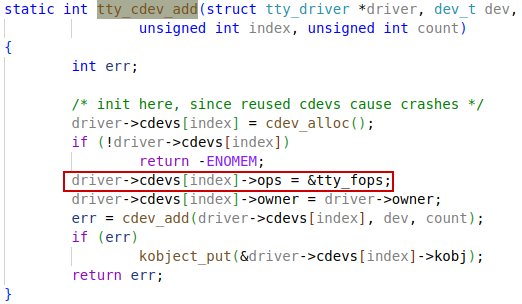 static int tty_cdev_add(struct tty_driver *driver, dev_t dev,
unsigned int index, unsigned int count)
{
int err;
/* init here, since reused cdevs cause crashes */
driver->cdevs[index] = cdev_alloc();
if (!driver->cdevs[index])
return -ENOMEM;
driver->cdevs[index]->ops = &tty_fops;
driver->cdevs[index]->owner = driver->owner;
err = cdev_add(driver->cdevs[index], dev, count);
if (err)
kobject_put(&driver->cdevs[index]->kobj);
return err;
}